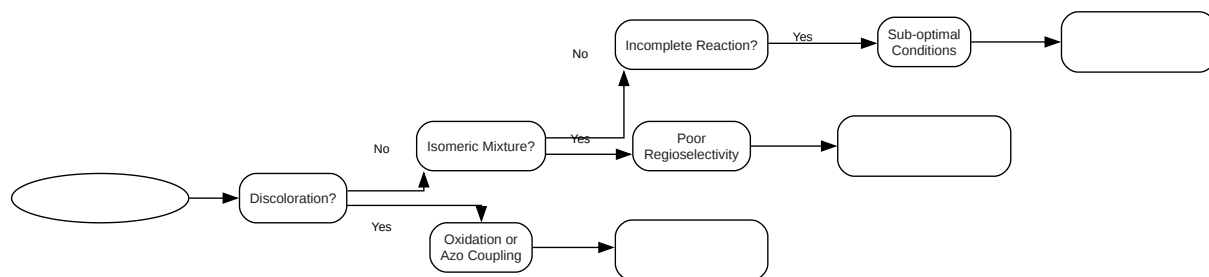 No
Incomplete Reaction?
Yes
Sub-optimal
Conditions
No
Isomeric Mixture?
Yes
Poor
Regioselectivity
Discoloration?
Yes
Oxidation or
Azo Coupling